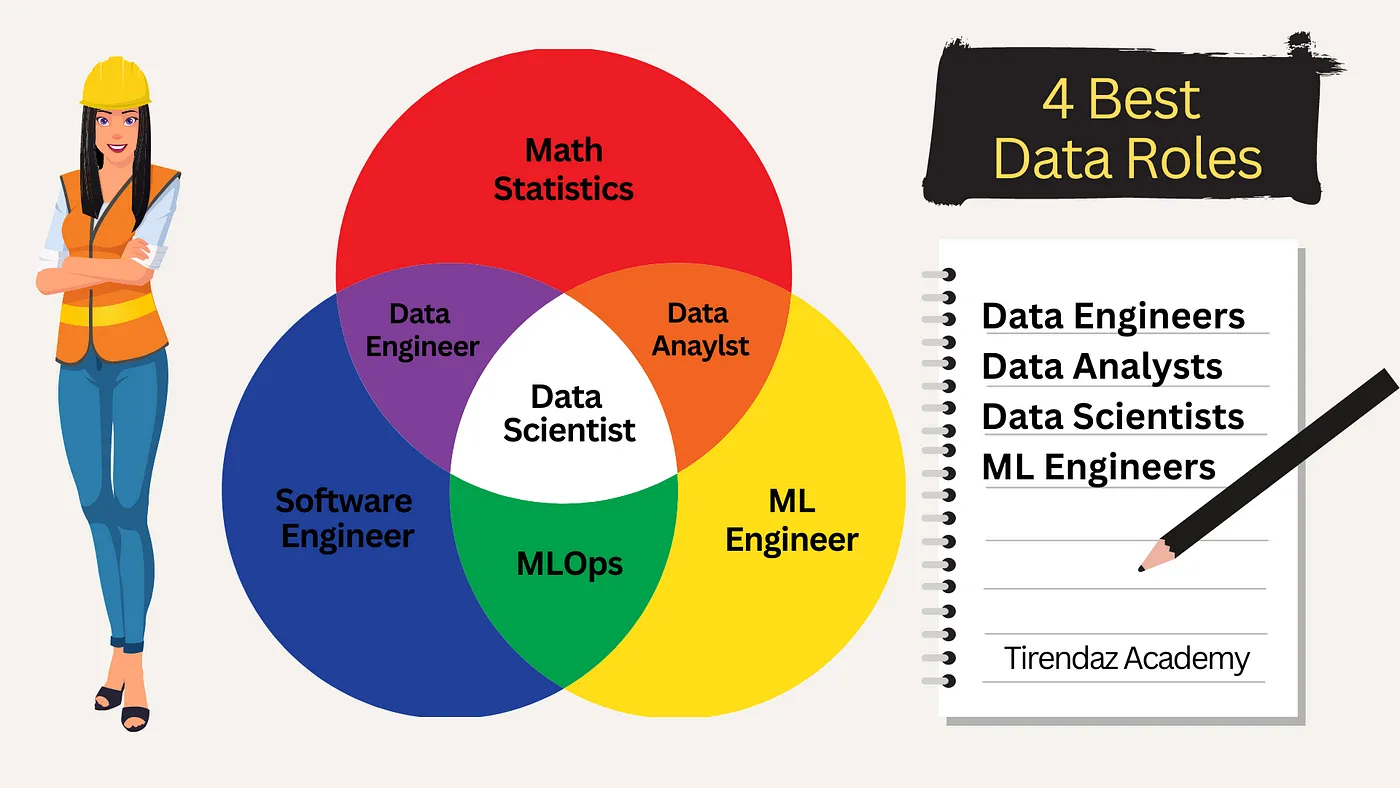 4 Best
Data Roles
Math
Statistics
Data
Engineer
Data
Anaylst
Data
Scientist
Software
Engineer
MLOps
ML
Engineer
Data Engineers
Data Analysts
Data Scientists
ML Engineers
Tirendaz Academy